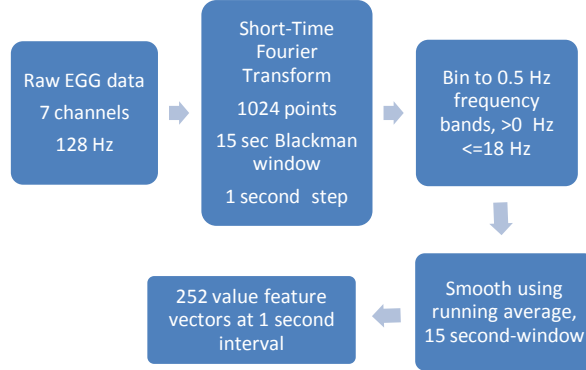 Raw EGG data
7 channels
128 Hz
Short-Time
Fourier
Transform
1024 points
15 sec Blackman
window
1 second step
Bin to 0.5 Hz
frequency
bands, >0 Hz
<=18 Hz
Smooth using
running average,
15 second-window
252 value feature
vectors at 1 second
interval